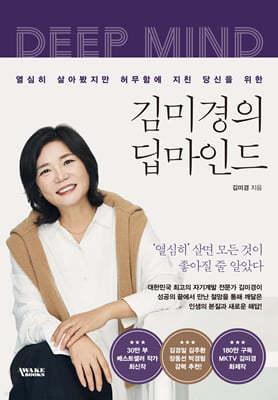 DEEP MIND
열심히 살아봤지만 허무함에 지친 당신을 위한
김미경의
딥마인드
김미경 지음
'열심히' 살면 모든 것이
좋아질 줄 알았다
대한민국 최고의 자기계발 전문가 김미경이
성공의 끝에서 만난 절망을 통해 깨달은
인생의 본질과 새로운 해답!
★★★
30만 부
베스트셀러 작가
최신작
★★★
김경일 김주환
장동선 박정림
강력 추천!
★★★
180만 구독
MKTV 김미경
화제작
AWAKE
BOOKS